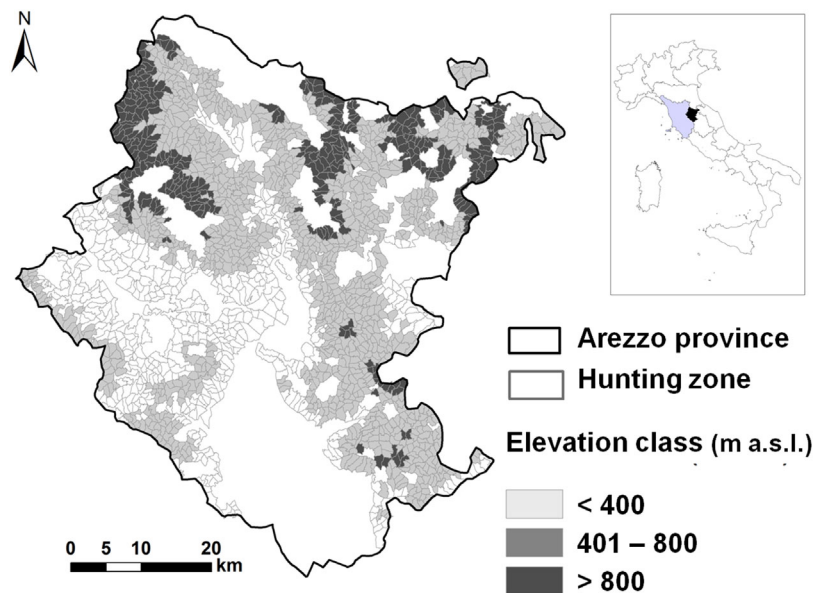 N
Arezzo province
Hunting zone
Elevation class (m a.s.l.)
< 400
401 – 800
> 800
0 5 10 20
km